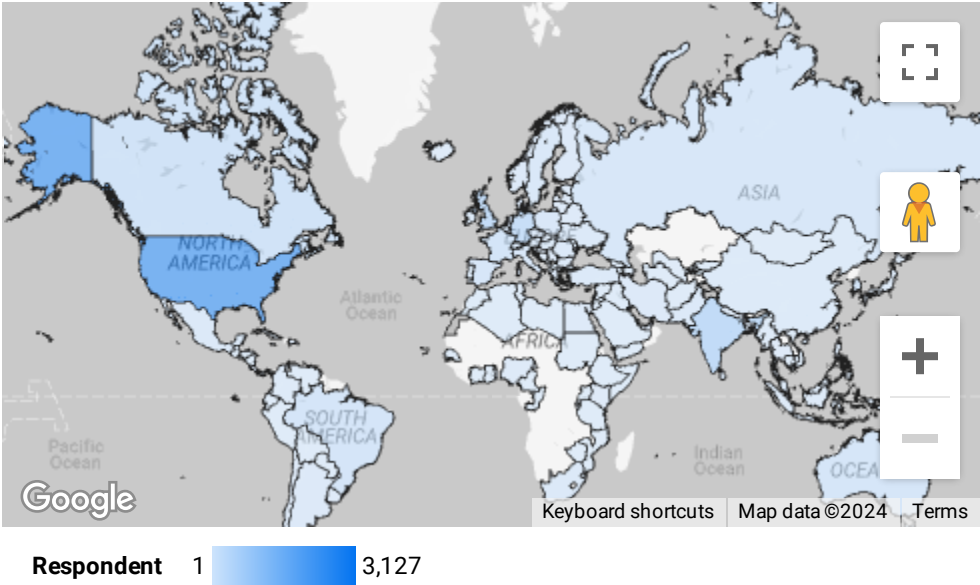 ASIA
NORTH
AMERICA
EUROPE
Atlantic
Ocean
AFRICA
SOUTH
AMERICA
Pacific
Ocean
Indian
Ocean
OCEA
Google
Keyboard shortcuts
Map data ©2024
Terms
Respondent 1 3,127